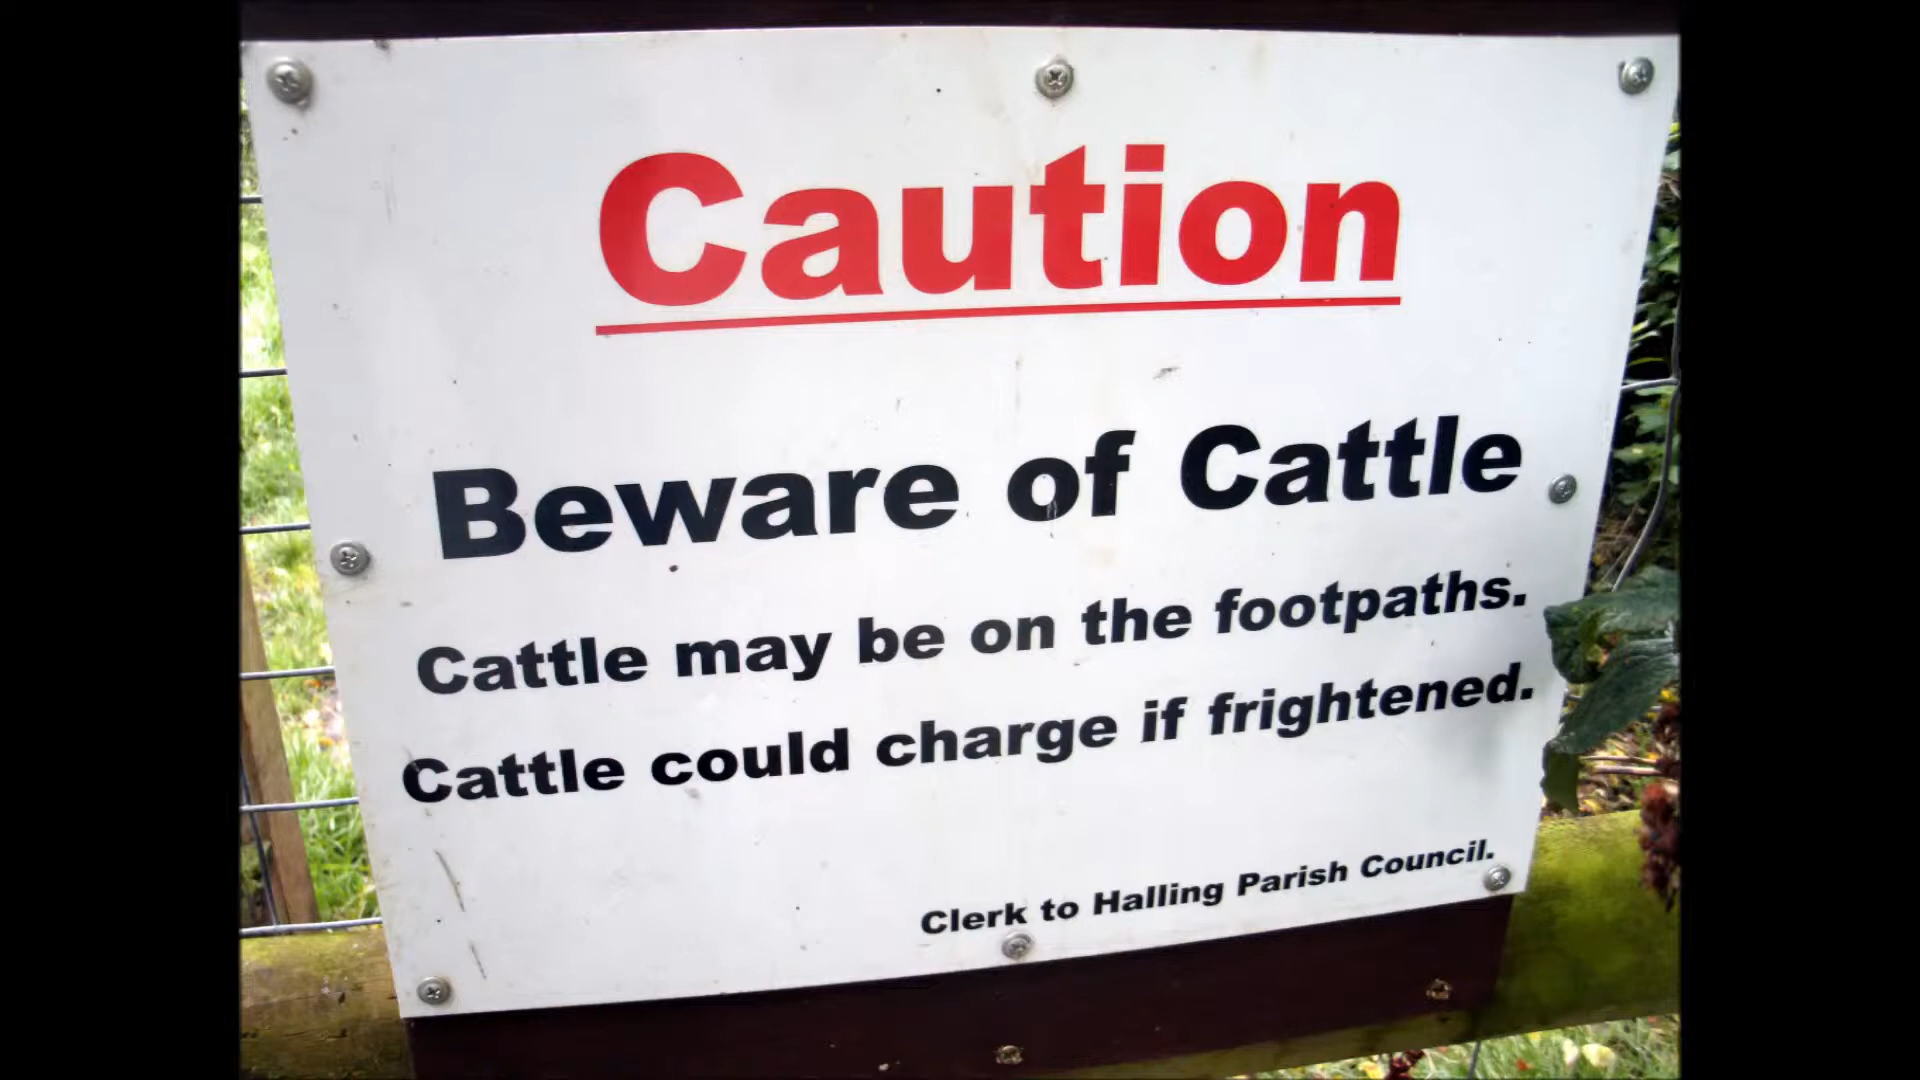 Caution
Beware of Cattle
Cattle may be on the footpaths.
Cattle could charge if frightened.
Clerk to Halling Parish Council.